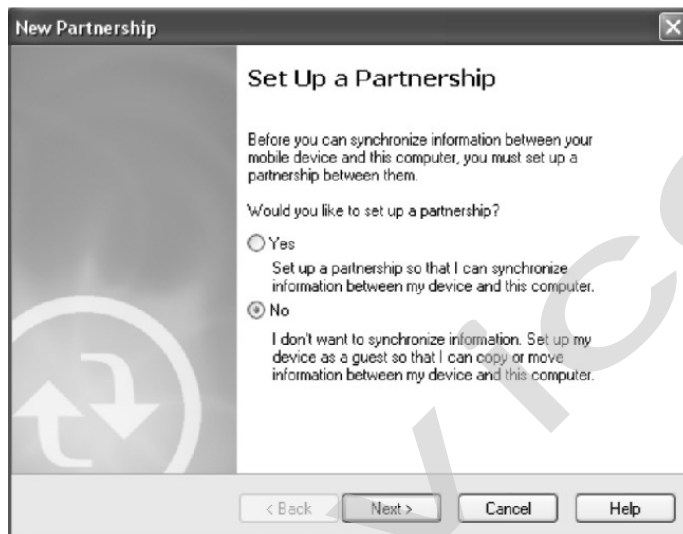 New Partnership
Set Up a Partnership
Before you can synchronize information between your
mobile device and this computer, you must set up a
partnership between them.
Would you like to set up a partnership?
Yes
Set up a partnership so that I can synchronize
information between my device and this computer.
No
I don't want to synchronize information. Set up my
device as a guest so that I can copy or move
information between my device and this computer.
< Back Next > Cancel Help